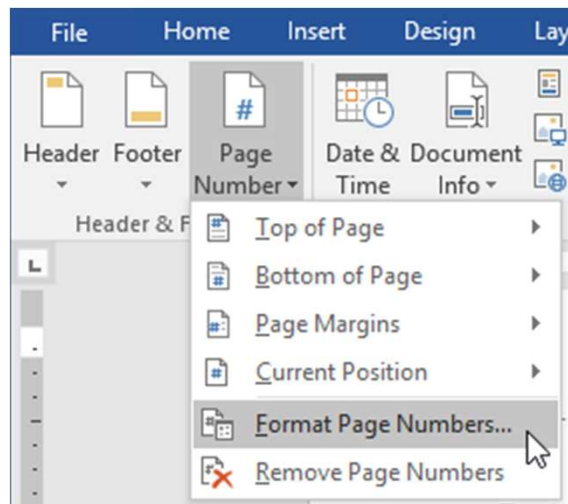 File Home Insert Design Lay
Header Footer Page Date & Document
Number Time Info
Header & F
Top of Page
Bottom of Page
Page Margins
Current Position
Format Page Numbers...
Remove Page Numbers